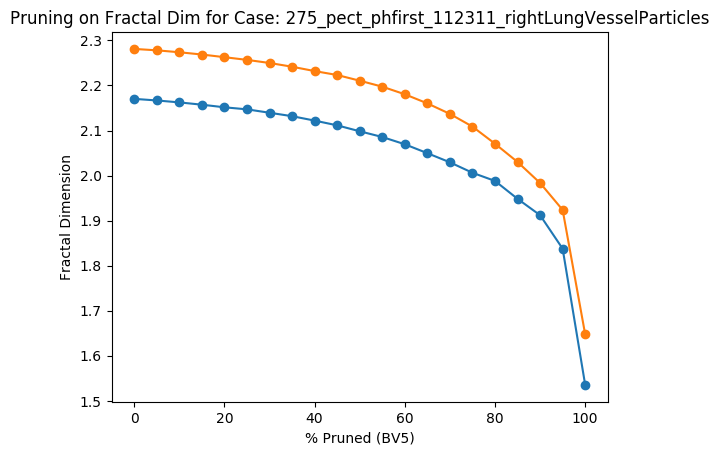 Pruning on Fractal Dim for Case: 275_pect_phfirst_112311_rightLungVesselParticles
Fractal Dimension
2.3
2.2
2.1
2.0
1.9
1.8
1.7
1.6
1.5
0 20 40 60 80 100
% Pruned (BV5)